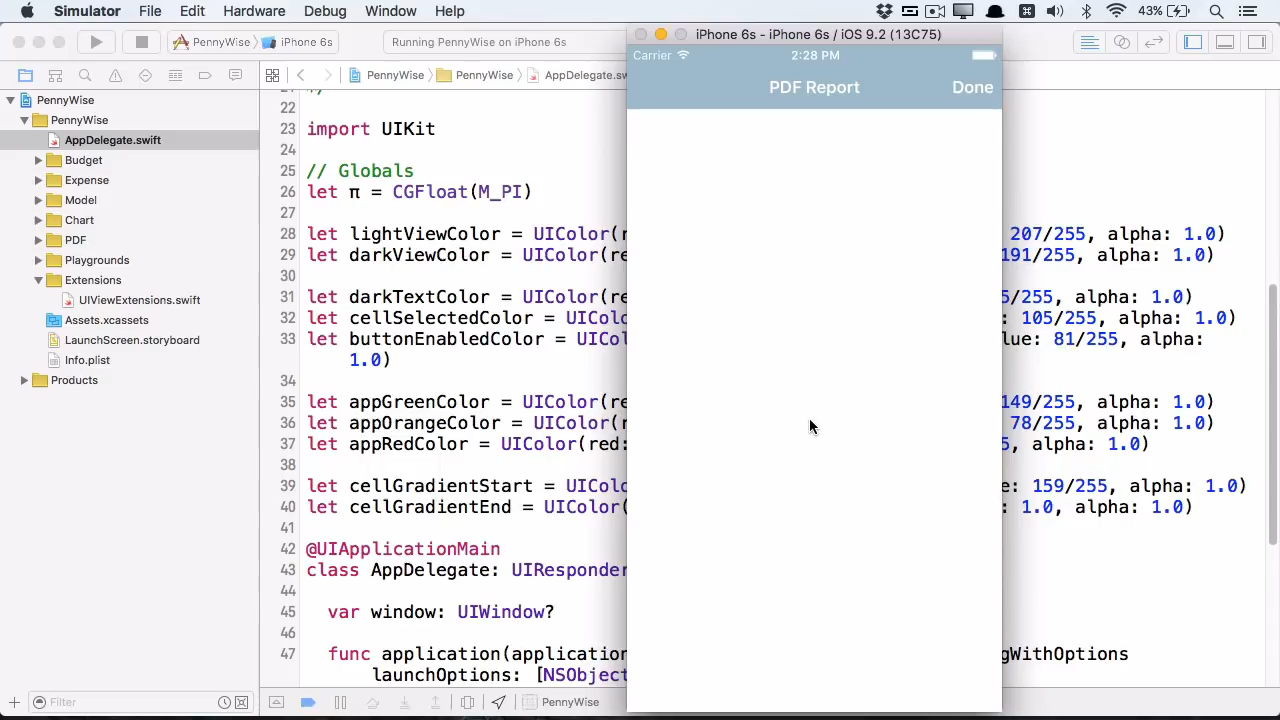 Simulator File Edit Hardware Debug Window Help 43%
PennyWise iPhone 6s Running PennyWise on iPhone 6s
iPhone 6s - iPhone 6s / iOS 9.2 (13C75)
PennyWise PennyWise AppDelegate.sw
Carrier 2:28 PM
PDF Report Done
PennyWise
PennyWise
AppDelegate.swift
Budget
Expense
Model
Chart
PDF
Playgrounds
Extensions
UIViewExtensions.swift
Assets.xcassets
LaunchScreen.storyboard
Info.plist
Products
Filter
*/
22
23 import UIKit
24
25 // Globals
26 let π = CGFloat(M_PI)
27
28 let lightViewColor = UIColor(r 207/255, alpha: 1.0)
29 let darkViewColor = UIColor(re 191/255, alpha: 1.0)
30
31 let darkTextColor = UIColor(re 5/255, alpha: 1.0)
32 let cellSelectedColor = UIColo : 105/255, alpha: 1.0)
33 let buttonEnabledColor = UICol lue: 81/255, alpha:
1.0)
34
35 let appGreenColor = UIColor(re 149/255, alpha: 1.0)
36 let appOrangeColor = UIColor(r 78/255, alpha: 1.0)
37 let appRedColor = UIColor(red: 5, alpha: 1.0)
38
39 let cellGradientStart = UIColo e: 159/255, alpha: 1.0)
40 let cellGradientEnd = UIColor( : 1.0, alpha: 1.0)
41
42 @UIApplicationMain
43 class AppDelegate: UIResponder
44
45 var window: UIWindow?
46
47 func application(application gWithOptions
launchOptions: [NSObject
PennyWise